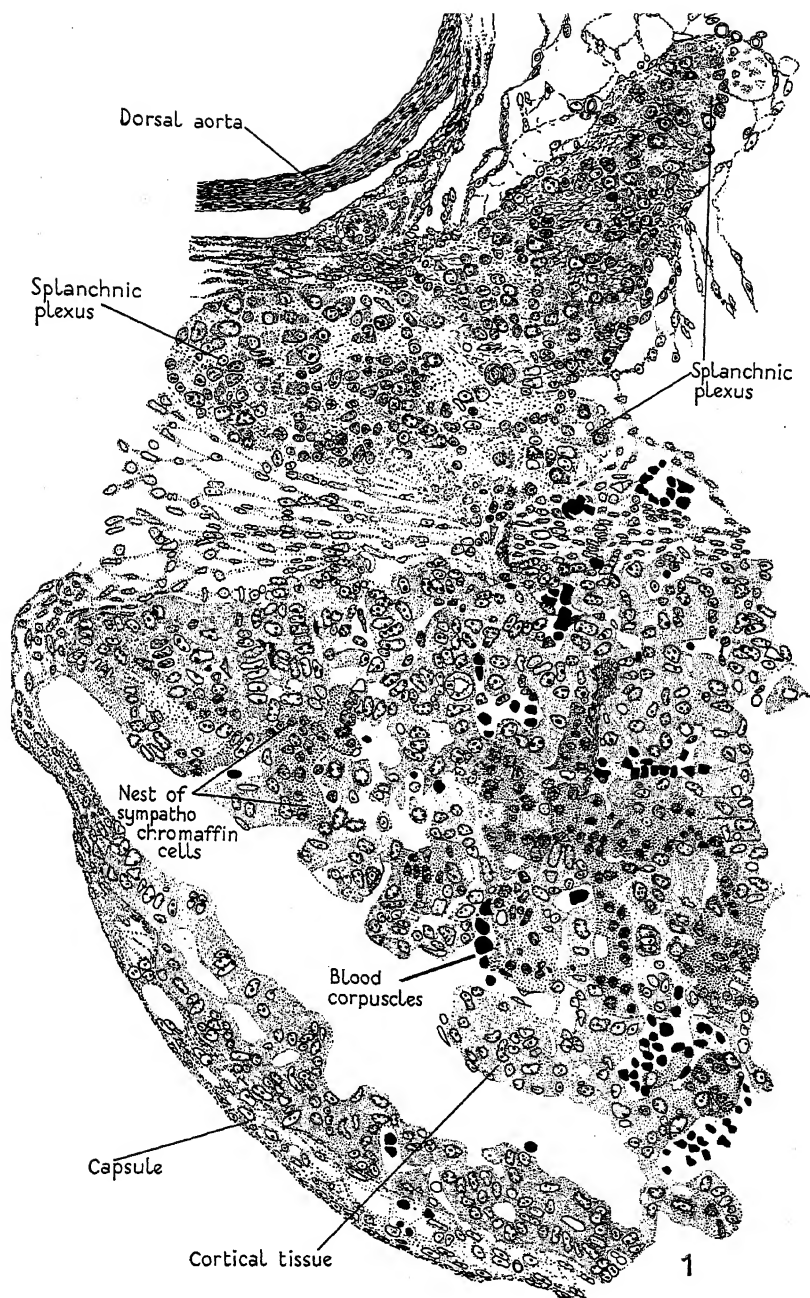 Dorsal aorta
Splanchnic
plexus
Splanchnic
plexus
Nest of
sympatho
chromaffin
cells
Blood
corpuscles
Capsule
Cortical tissue
1